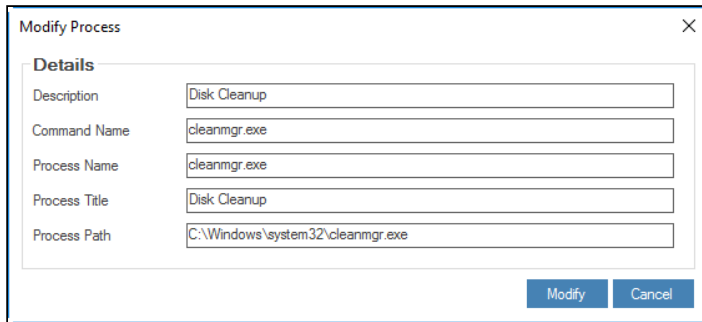 Modify Process
Details
Description Disk Cleanup
Command Name cleanmgr.exe
Process Name cleanmgr.exe
Process Title Disk Cleanup
Process Path C:\Windows\system32\cleanmgr.exe
Modify Cancel